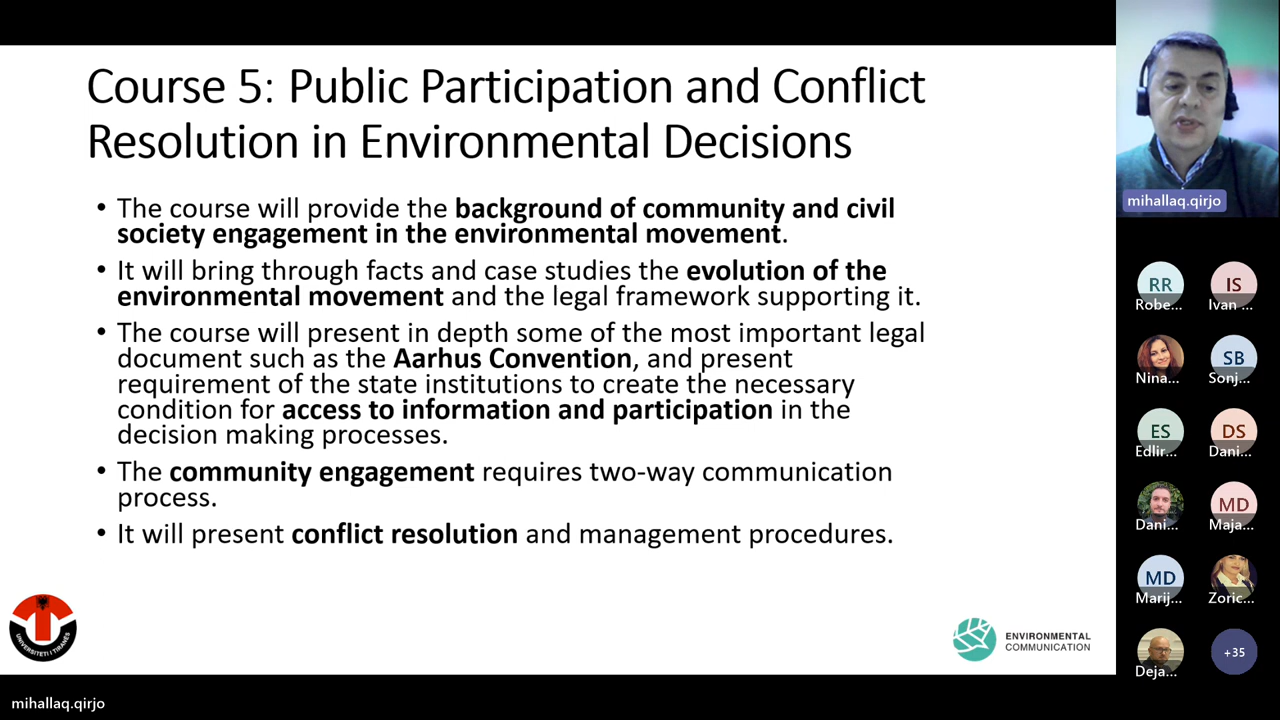 Course 5: Public Participation and Conflict
Resolution in Environmental Decisions
• The course will provide the background of community and civil
society engagement in the environmental movement.
• It will bring through facts and case studies the evolution of the
environmental movement and the legal framework supporting it.
• The course will present in depth some of the most important legal
document such as the Aarhus Convention, and present
requirement of the state institutions to create the necessary
condition for access to information and participation in the
decision making processes.
• The community engagement requires two-way communication
process.
• It will present conflict resolution and management procedures.
UNIVERSITETI I TIRANËS
ENVIRONMENTAL
COMMUNICATION
mihallaq.qirjo
mihallaq.qirjo
RR
Robe...
IS
Ivan ...
Nina...
SB
Sonj...
ES
Edlir...
DS
Dani...
Dani...
MD
Maja...
MD
Marij...
Zoric...
Deja...
+35